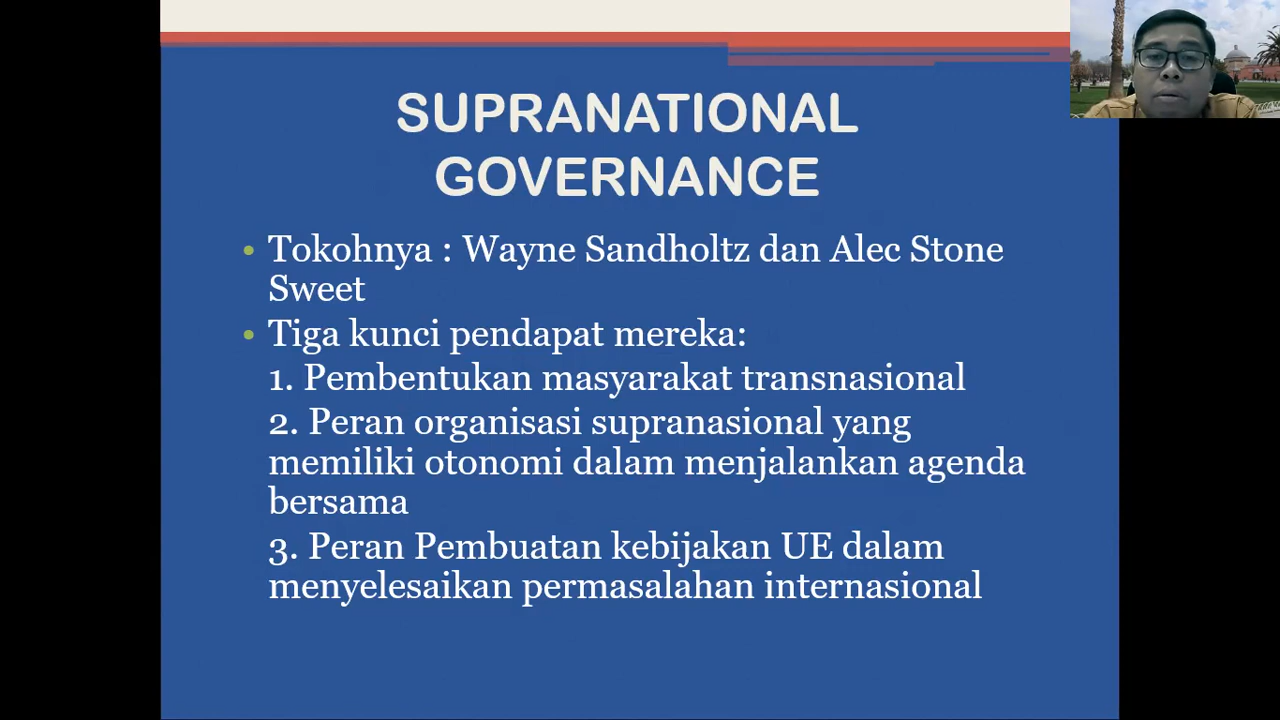 SUPRANATIONAL
GOVERNANCE
• Tokohnya : Wayne Sandholtz dan Alec Stone
Sweet
• Tiga kunci pendapat mereka:
1. Pembentukan masyarakat transnasional
2. Peran organisasi supranasional yang
memiliki otonomi dalam menjalankan agenda
bersama
3. Peran Pembuatan kebijakan UE dalam
menyelesaikan permasalahan internasional